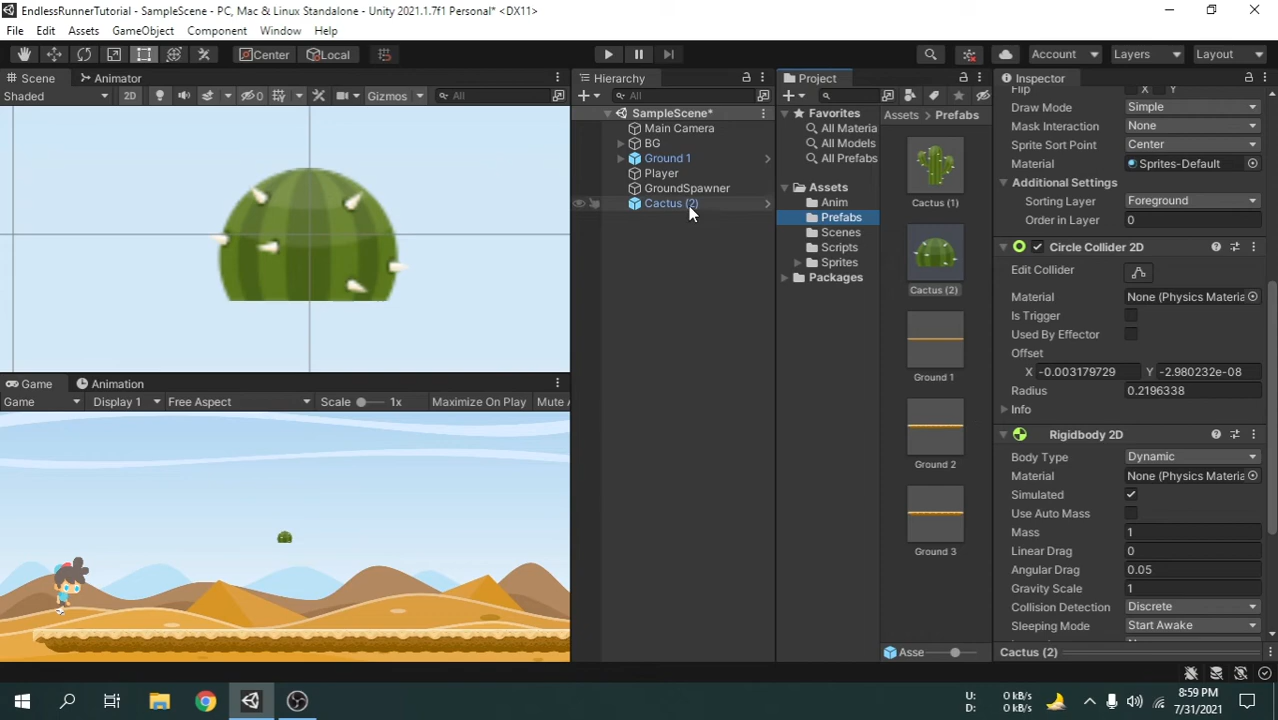 EndlessRunnerTutorial - SampleScene - PC, Mac & Linux Standalone - Unity 2021.1.7f1 Personal* <DX11>
File Edit Assets GameObject Component Window Help
Center Local Account Layers Layout
Scene Animator Hierarchy Project Inspector
Shaded 2D 0 Gizmos All All
SampleScene*
Main Camera
BG
Ground 1
Player
GroundSpawner
Cactus (2)
Favorites
All Materia
All Models
All Prefabs
Assets
Anim
Prefabs
Scenes
Scripts
Sprites
Packages
Assets > Prefabs
Cactus (1)
Cactus (2)
Ground 1
Ground 2
Ground 3
Asse
Flip X Y
Draw Mode Simple
Mask Interaction None
Sprite Sort Point Center
Material Sprites-Default
Additional Settings
Sorting Layer Foreground
Order in Layer 0
Circle Collider 2D
Edit Collider
Material None (Physics Materia
Is Trigger
Used By Effector
Offset
X -0.003179729 Y -2.980232e-08
Radius 0.2196338
Info
Rigidbody 2D
Body Type Dynamic
Material None (Physics Materia
Simulated
Use Auto Mass
Mass 1
Linear Drag 0
Angular Drag 0.05
Gravity Scale 1
Collision Detection Discrete
Sleeping Mode Start Awake
Cactus (2)
Game Animation
Game Display 1 Free Aspect Scale 1x Maximize On Play Mute A
U: 0 kB/s
D: 0 kB/s
8:59 PM
7/31/2021